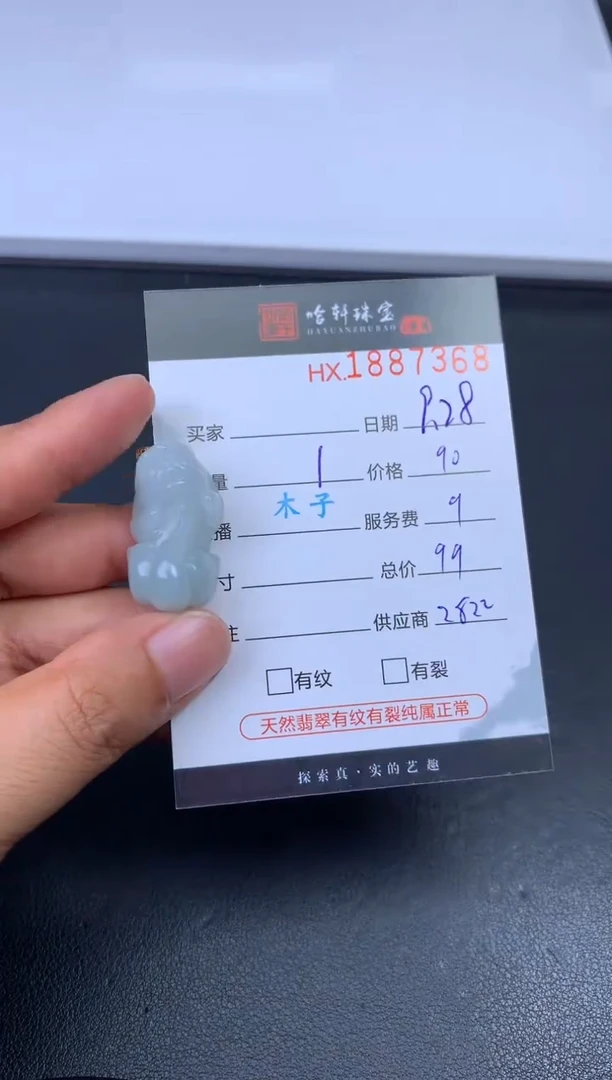 哈轩珠宝
HAXUANZHUBAO
HX.1887368
买家 日期 8.28
量 1 价格 90
播 木子 服务费 9
寸 总价 99
注 供应商 2822
有纹 有裂
天然翡翠有纹有裂纯属正常
探索真·实的艺趣